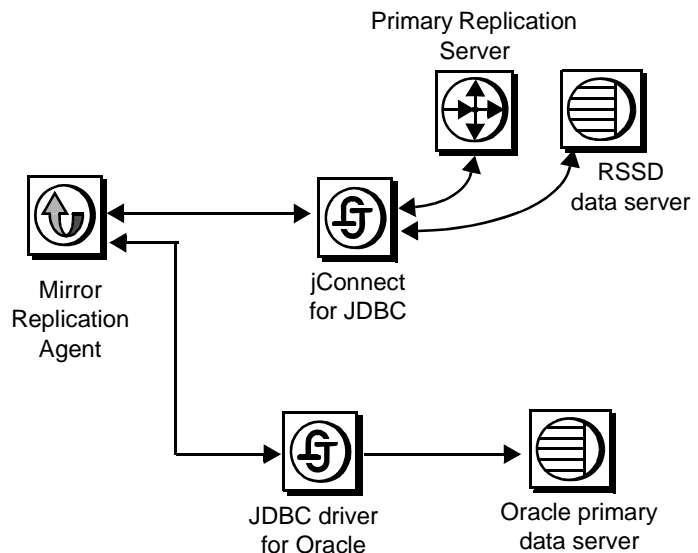 Primary Replication
Server
RSSD
data server
jConnect
for JDBC
Mirror
Replication
Agent
JDBC driver
for Oracle
Oracle primary
data server